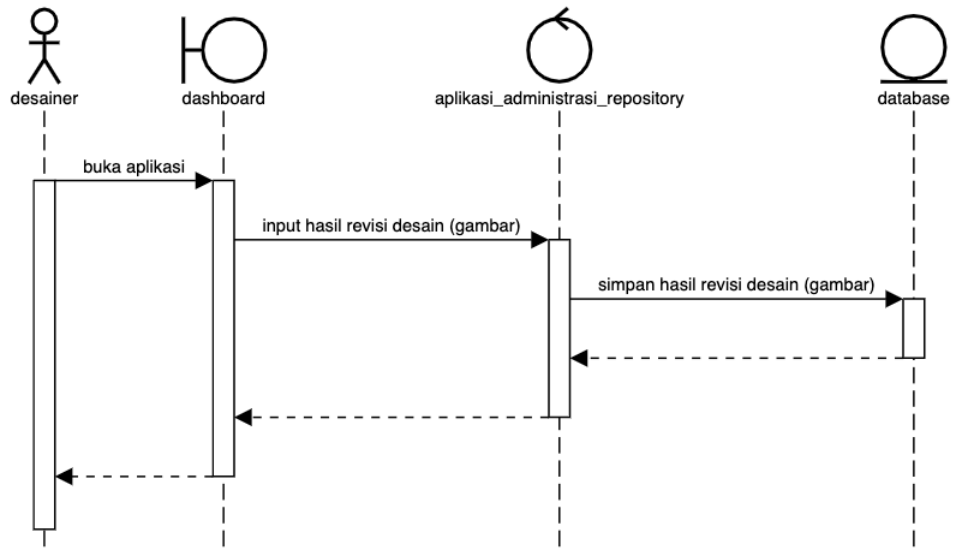 desainer
dashboard
aplikasi_administrasi_repository
database
buka aplikasi
input hasil revisi desain (gambar)
simpan hasil revisi desain (gambar)